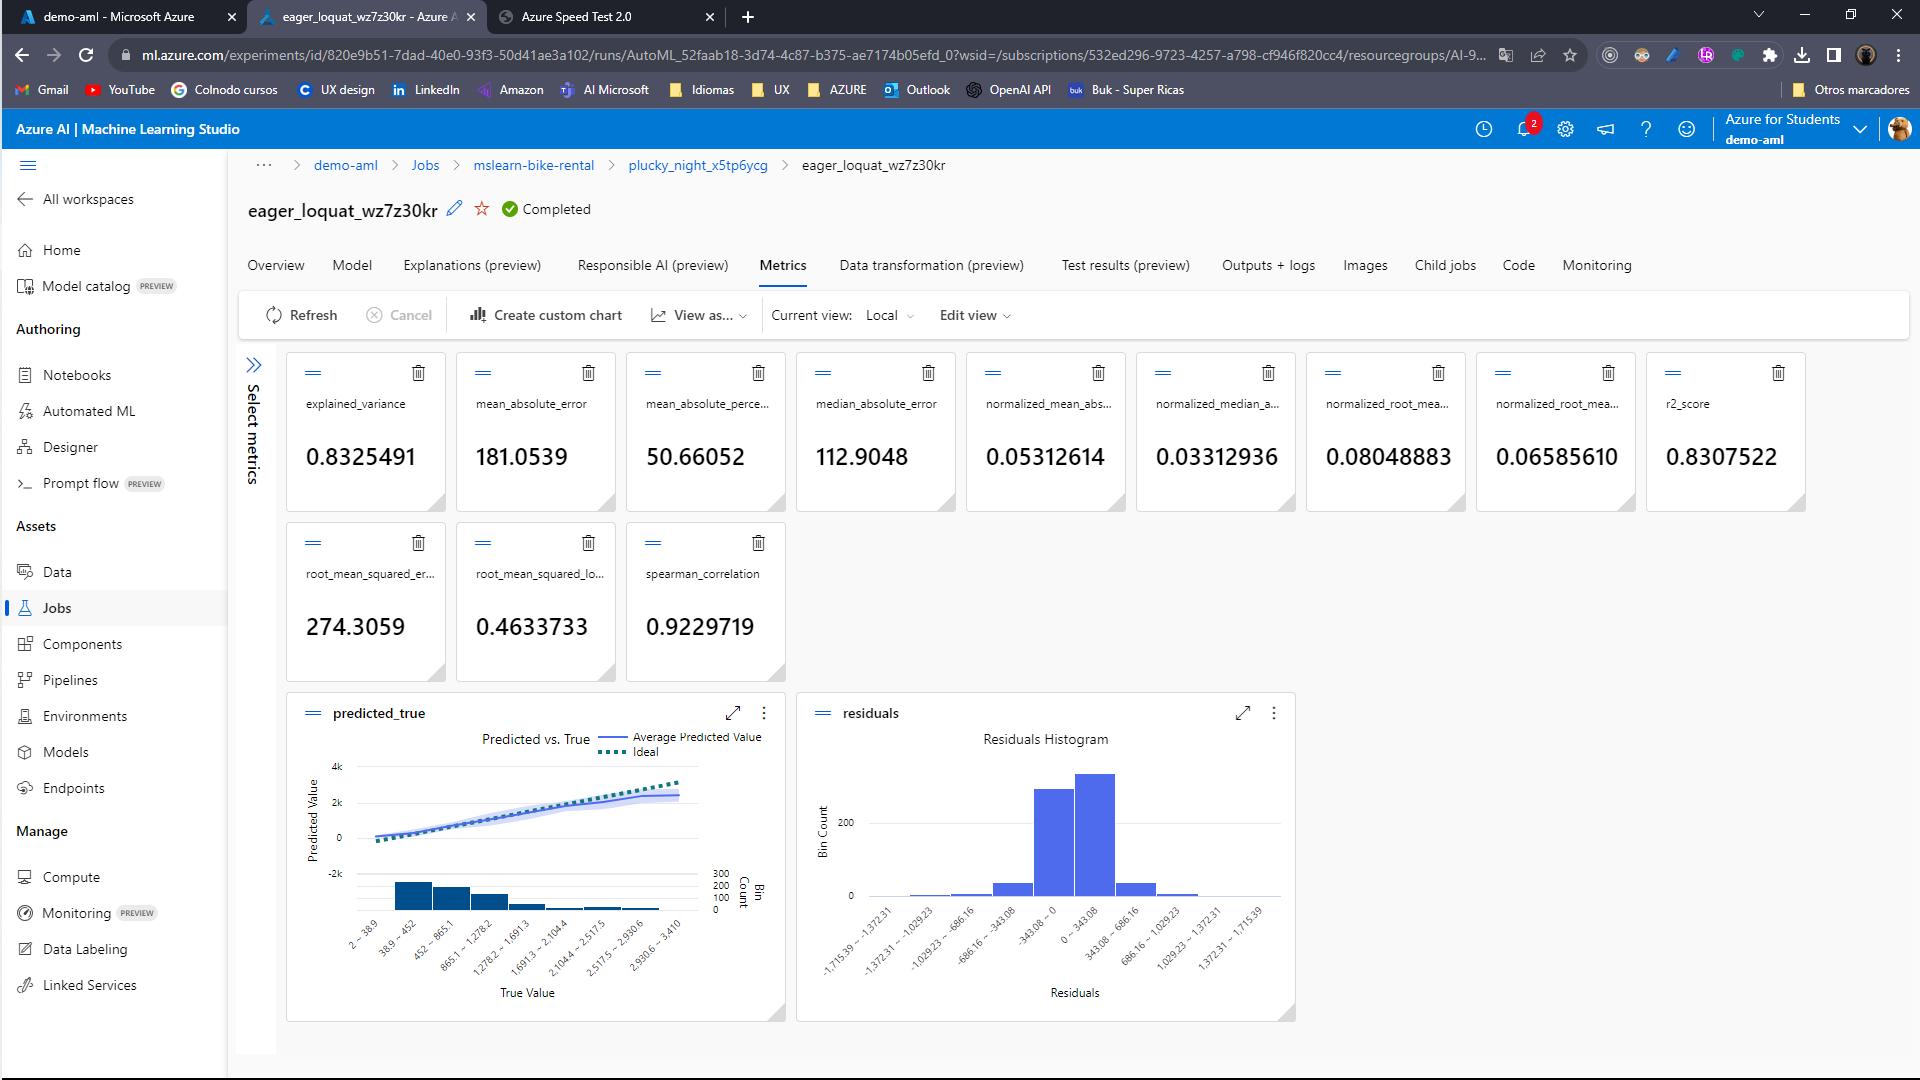 demo-aml - Microsoft Azure
eager_loquat_wz7z30kr - Azure A
Azure Speed Test 2.0
ml.azure.com/experiments/id/820e9b51-7dad-40e0-93f3-50d41ae3a102/runs/AutoML_52faab18-3d74-4c87-b375-ae7174b05efd_0?wsid=/subscriptions/532ed296-9723-4257-a798-cf946f820cc4/resourcegroups/AI-9...
Gmail YouTube Colnodo cursos UX design LinkedIn Amazon AI Microsoft Idiomas UX AZURE Outlook OpenAI API Buk - Super Ricas Otros marcadores
Azure AI | Machine Learning Studio
2
Azure for Students
demo-aml
All workspaces
Home
Model catalog PREVIEW
Authoring
Notebooks
Automated ML
Designer
Prompt flow PREVIEW
Assets
Data
Jobs
Components
Pipelines
Environments
Models
Endpoints
Manage
Compute
Monitoring PREVIEW
Data Labeling
Linked Services
... > demo-aml > Jobs > mslearn-bike-rental > plucky_night_x5tp6ycg > eager_loquat_wz7z30kr
eager_loquat_wz7z30kr Completed
Overview Model Explanations (preview) Responsible AI (preview) Metrics Data transformation (preview) Test results (preview) Outputs + logs Images Child jobs Code Monitoring
Refresh Cancel Create custom chart View as... Current view: Local Edit view
Select metrics
explained_variance
0.8325491
mean_absolute_error
181.0539
mean_absolute_perce...
50.66052
median_absolute_error
112.9048
normalized_mean_abs...
0.05312614
normalized_median_a...
0.03312936
normalized_root_mea...
0.08048883
normalized_root_mea...
0.06585610
r2_score
0.8307522
root_mean_squared_er...
274.3059
root_mean_squared_lo...
0.4633733
spearman_correlation
0.9229719
predicted_true
Predicted vs. True
Average Predicted Value
Ideal
Predicted Value
4k
2k
0
-2k
300
200
100
0
Bin Count
2 ~ 38.9
38.9 ~ 452
452 ~ 865.1
865.1 ~ 1,278.2
1,278.2 ~ 1,691.3
1,691.3 ~ 2,104.4
2,104.4 ~ 2,517.5
2,517.5 ~ 2,930.6
2,930.6 ~ 3,410
True Value
residuals
Residuals Histogram
Bin Count
200
0
-1,715.39 ~ -1,372.31
-1,372.31 ~ -1,029.23
-1,029.23 ~ -686.16
-686.16 ~ -343.08
-343.08 ~ 0
0 ~ 343.08
343.08 ~ 686.16
686.16 ~ 1,029.23
1,029.23 ~ 1,372.31
1,372.31 ~ 1,715.39
Residuals